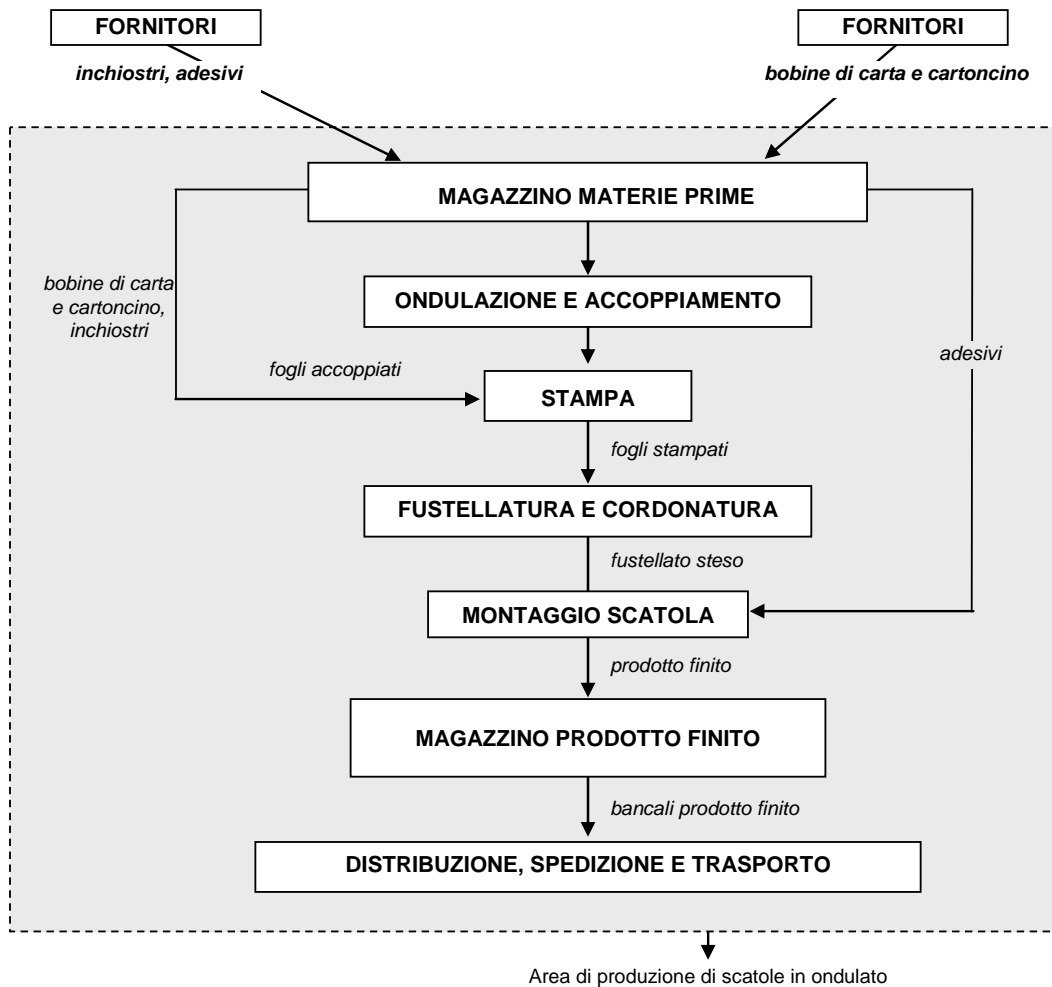 FORNITORI
FORNITORI
inchiostri, adesivi
bobine di carta e cartoncino
MAGAZZINO MATERIE PRIME
bobine di carta
e cartoncino,
inchiostri
ONDULAZIONE E ACCOPPIAMENTO
adesivi
fogli accoppiati
STAMPA
fogli stampati
FUSTELLATURA E CORDONATURA
fustellato steso
MONTAGGIO SCATOLA
prodotto finito
MAGAZZINO PRODOTTO FINITO
bancali prodotto finito
DISTRIBUZIONE, SPEDIZIONE E TRASPORTO
Area di produzione di scatole in ondulato